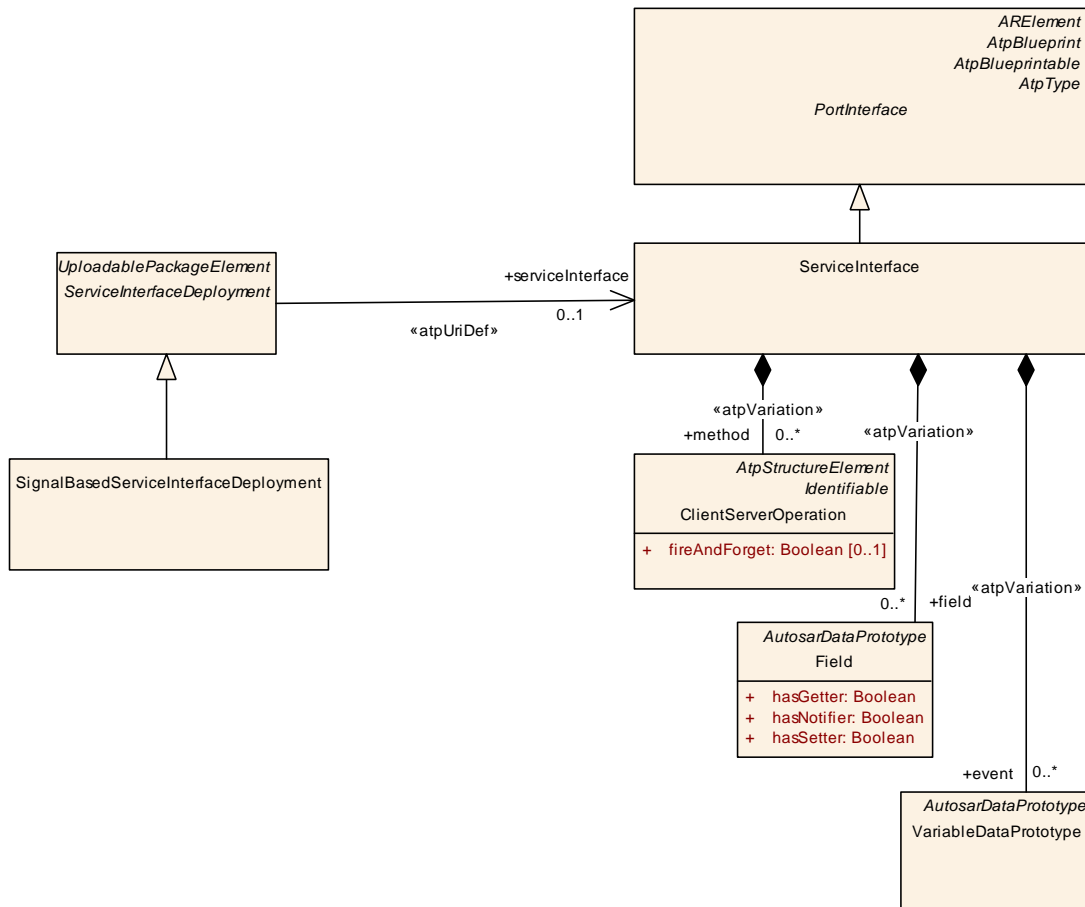 ARElement
AtpBlueprint
AtpBlueprintable
AtpType
PortInterface
ServiceInterface
UploadablePackageElement
ServiceInterfaceDeployment
+serviceInterface
0..1
«atpUriDef»
SignalBasedServiceInterfaceDeployment
«atpVariation»
+method 0..*
«atpVariation»
AtpStructureElement
Identifiable
ClientServerOperation
+ fireAndForget: Boolean [0..1]
«atpVariation»
0..* +field
AutosarDataPrototype
Field
+ hasGetter: Boolean
+ hasNotifier: Boolean
+ hasSetter: Boolean
+event 0..*
AutosarDataPrototype
VariableDataPrototype